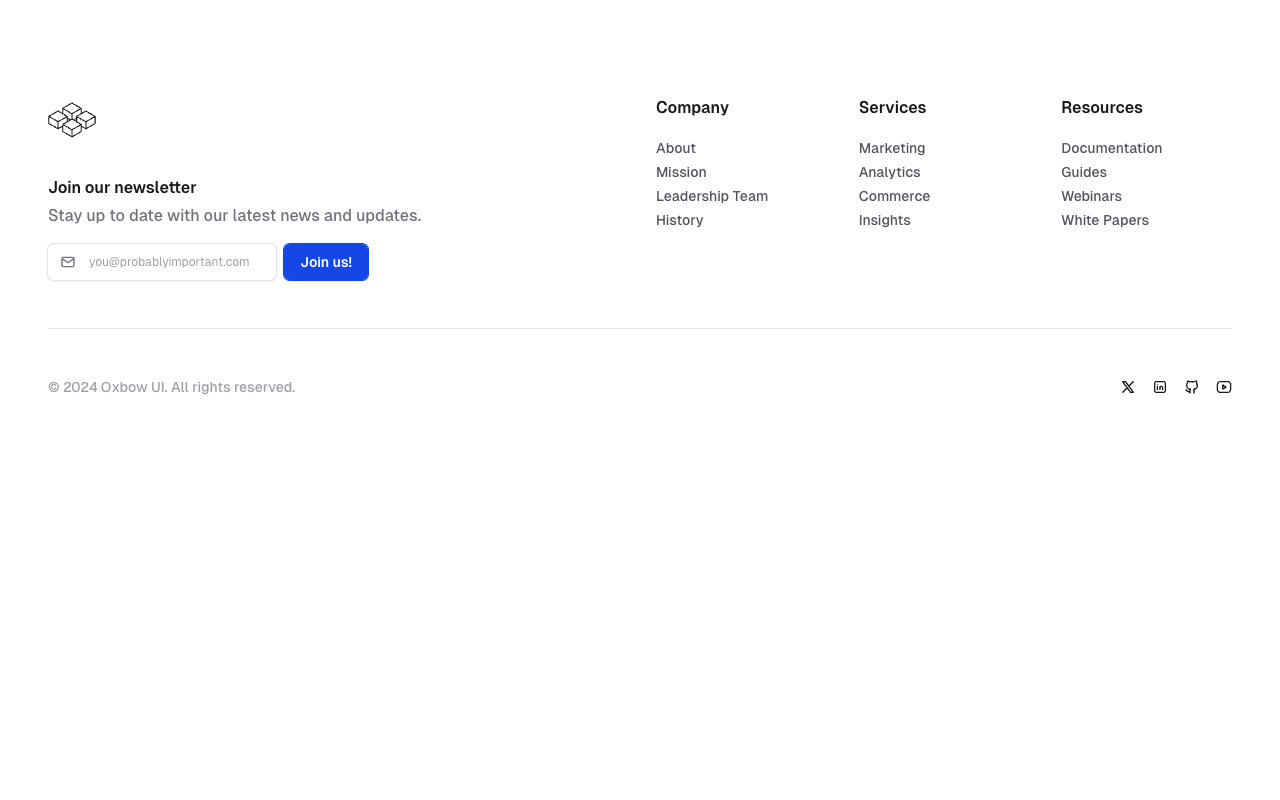 Join our newsletter
Stay up to date with our latest news and updates.
you@probablyimportant.com
Join us!
Company
About
Mission
Leadership Team
History
Services
Marketing
Analytics
Commerce
Insights
Resources
Documentation
Guides
Webinars
White Papers
© 2024 Oxbow UI. All rights reserved.